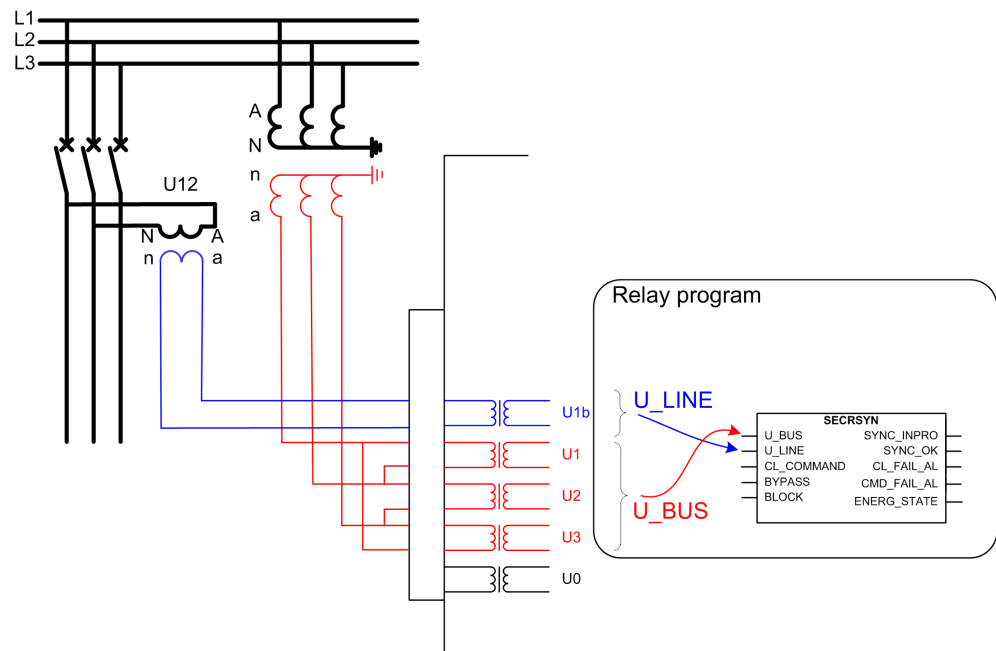 L1
L2
L3
A
N
n
a
U12
N
A
n
a
Relay program
U1b
U_LINE
U1
U2
U_BUS
U3
U0
SECRSYN
U_BUS
SYNC_INPRO
U_LINE
SYNC_OK
CL_COMMAND
CL_FAIL_AL
BYPASS
CMD_FAIL_AL
BLOCK
ENERG_STATE